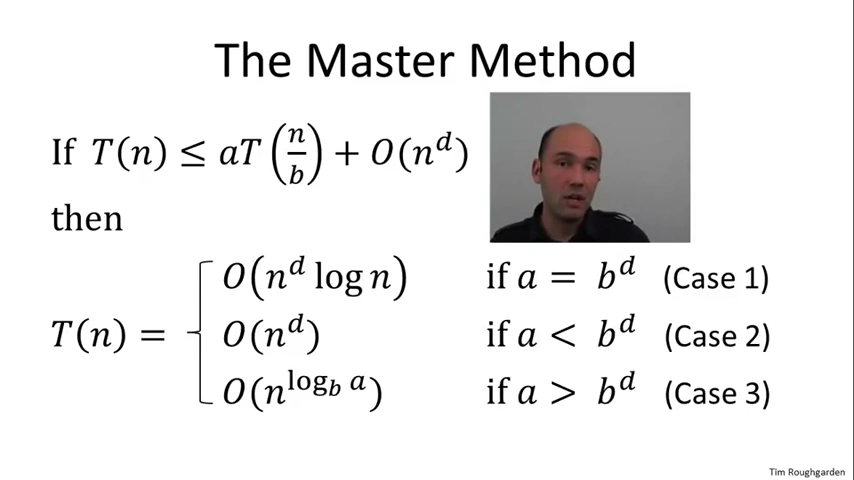 The Master Method
If T(n) ≤ aT(n/b) + O(n^d)
then
T(n) =
O(n^d log n) if a = b^d (Case 1)
O(n^d) if a < b^d (Case 2)
O(n^{log_b a}) if a > b^d (Case 3)
Tim Roughgarden